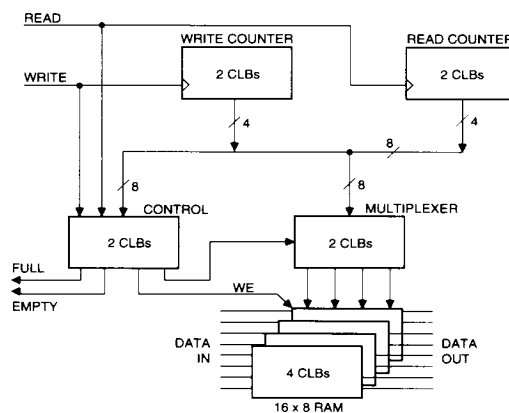 READ
WRITE COUNTER
READ COUNTER
2 CLBs
2 CLBs
WRITE
4
4
8
8
8
CONTROL
MULTIPLEXER
2 CLBs
2 CLBs
FULL
EMPTY
WE
DATA IN
DATA OUT
4 CLBs
16 x 8 RAM